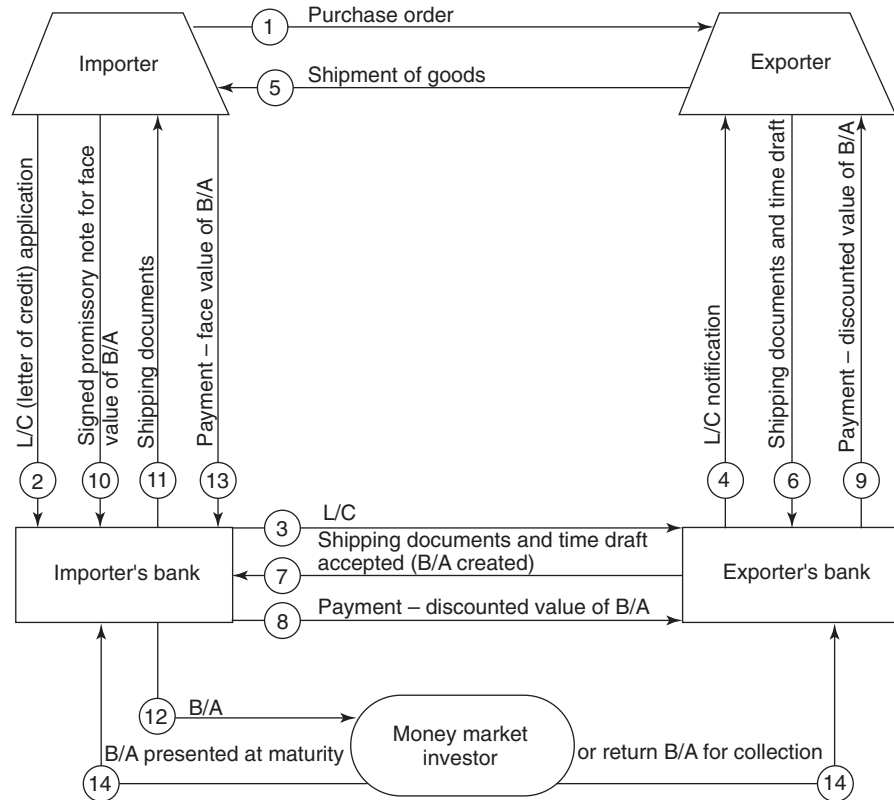 1
Purchase order
Importer
Exporter
5
Shipment of goods
L/C (letter of credit) application
Signed promissory note for face
value of B/A
Shipping documents
Payment – face value of B/A
L/C notification
Shipping documents and time draft
Payment – discounted value of B/A
2
10
11
13
4
6
9
3
L/C
Shipping documents and time draft
accepted (B/A created)
7
Importer's bank
Exporter's bank
8
Payment – discounted value of B/A
12
B/A
B/A presented at maturity
Money market
investor
or return B/A for collection
14
14